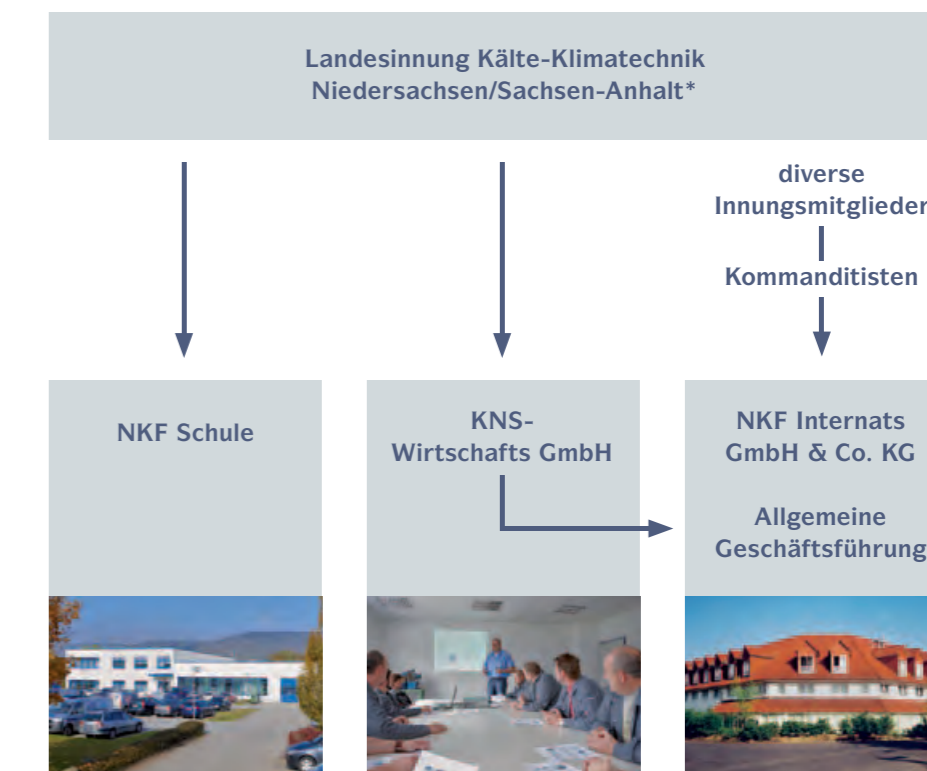 Landesinnung Kälte-Klimatechnik
Niedersachsen/Sachsen-Anhalt*
diverse
Innungsmitglieder
Kommanditisten
NKF Schule
KNS-
Wirtschafts GmbH
NKF Internats
GmbH & Co. KG
Allgemeine
Geschäftsführung